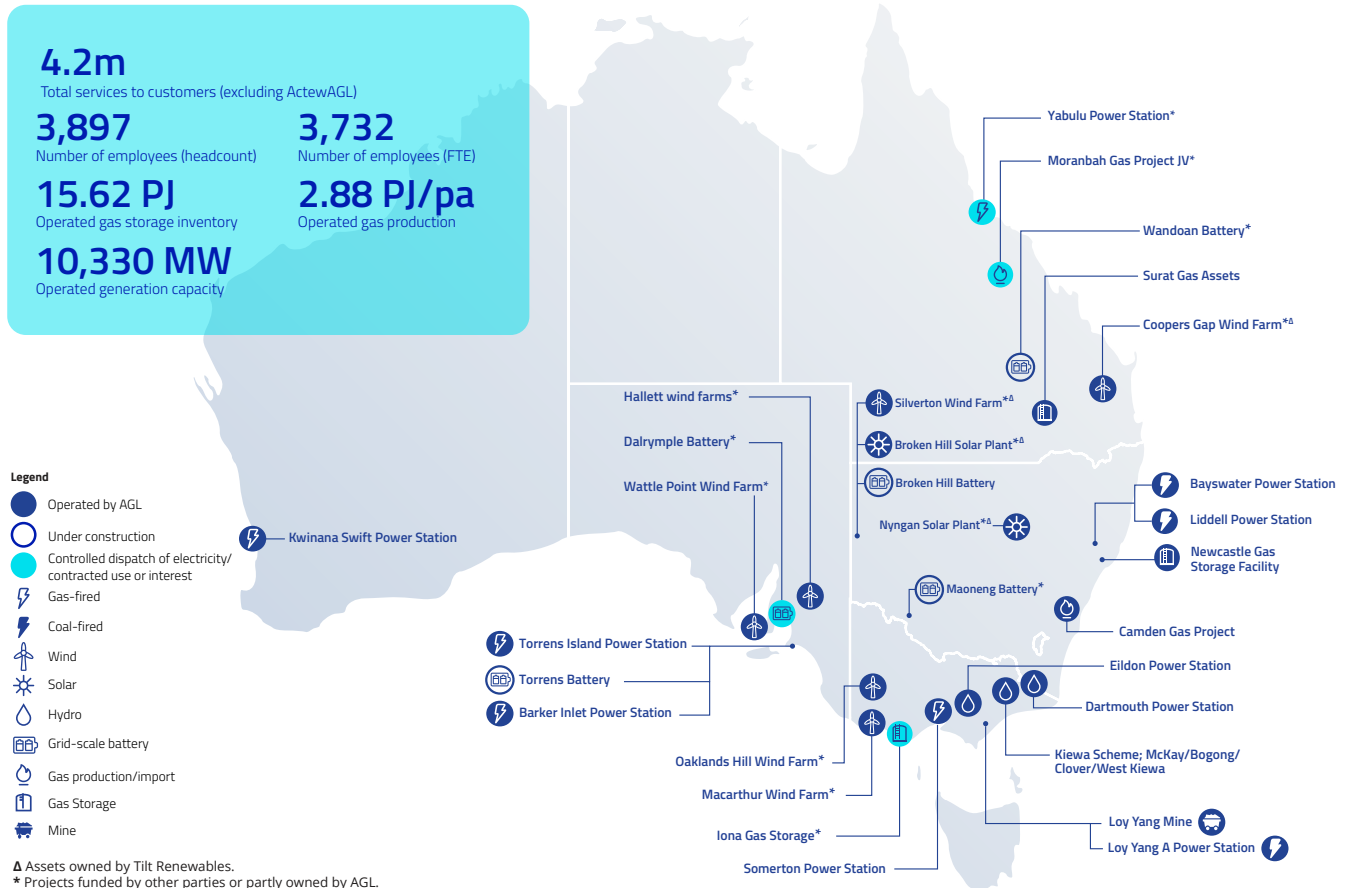 4.2m
Total services to customers (excluding ActewAGL)
3,897
Number of employees (headcount)
3,732
Number of employees (FTE)
15.62 PJ
Operated gas storage inventory
2.88 PJ/pa
Operated gas production
10,330 MW
Operated generation capacity
Yabulu Power Station*
Moranbah Gas Project JV*
Wandoan Battery*
Surat Gas Assets
Coopers Gap Wind Farm*Δ
Hallett wind farms*
Dalrymple Battery*
Wattle Point Wind Farm*
Silverton Wind Farm*Δ
Broken Hill Solar Plant*Δ
Broken Hill Battery
Nyngan Solar Plant*Δ
Maoneng Battery*
Bayswater Power Station
Liddell Power Station
Newcastle Gas
Storage Facility
Camden Gas Project
Eildon Power Station
Dartmouth Power Station
Kiewa Scheme; McKay/Bogong/
Clover/West Kiewa
Loy Yang Mine
Loy Yang A Power Station
Kwinana Swift Power Station
Torrens Island Power Station
Torrens Battery
Barker Inlet Power Station
Oaklands Hill Wind Farm*
Macarthur Wind Farm*
Iona Gas Storage*
Somerton Power Station
Legend
Operated by AGL
Under construction
Controlled dispatch of electricity/
contracted use or interest
Gas-fired
Coal-fired
Wind
Solar
Hydro
Grid-scale battery
Gas production/import
Gas Storage
Mine
Δ Assets owned by Tilt Renewables.
* Projects funded by other parties or partly owned by AGL.